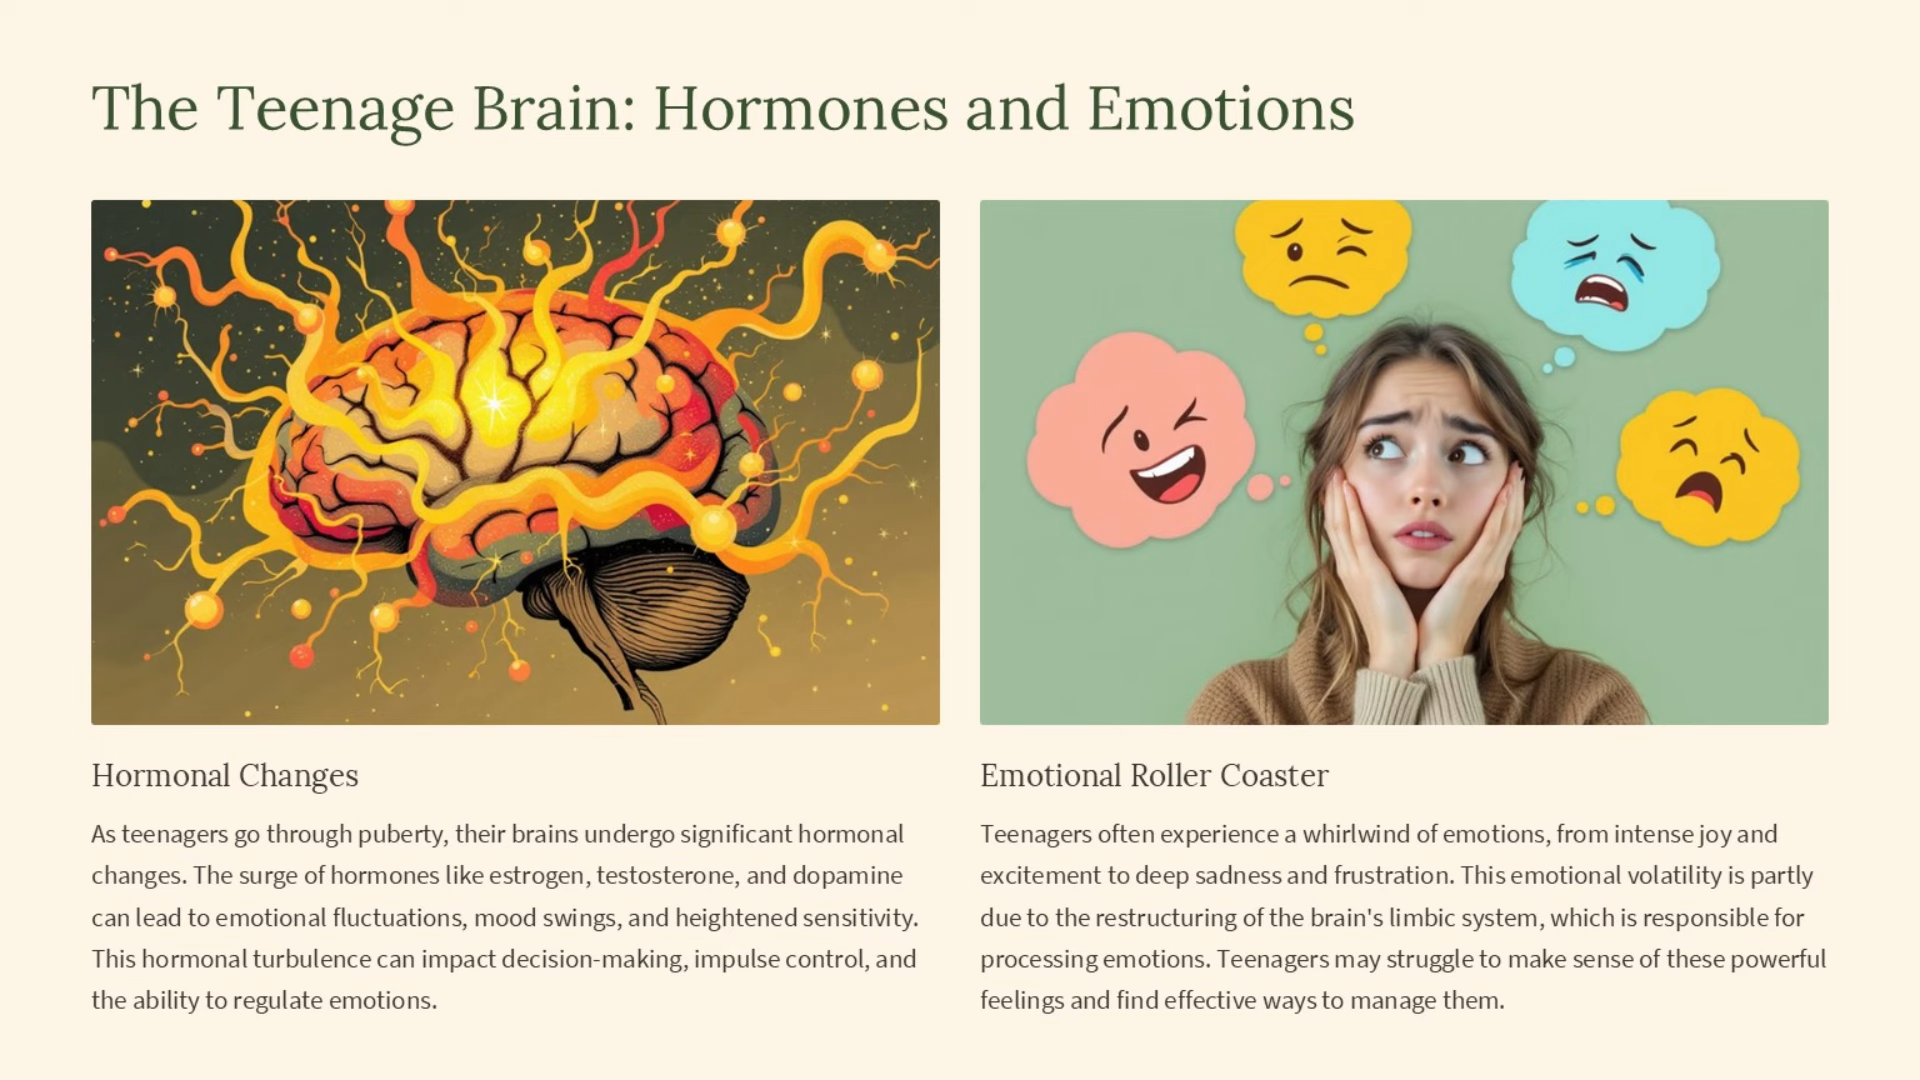 The Teenage Brain: Hormones and Emotions
Hormonal Changes
As teenagers go through puberty, their brains undergo significant hormonal
changes. The surge of hormones like estrogen, testosterone, and dopamine
can lead to emotional fluctuations, mood swings, and heightened sensitivity.
This hormonal turbulence can impact decision-making, impulse control, and
the ability to regulate emotions.
Emotional Roller Coaster
Teenagers often experience a whirlwind of emotions, from intense joy and
excitement to deep sadness and frustration. This emotional volatility is partly
due to the restructuring of the brain's limbic system, which is responsible for
processing emotions. Teenagers may struggle to make sense of these powerful
feelings and find effective ways to manage them.